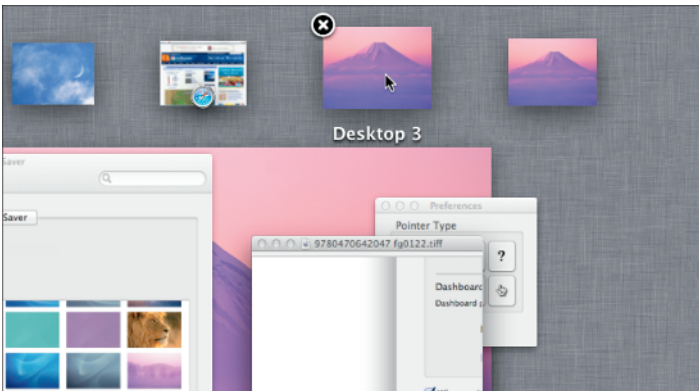 Desktop 3
Saver
Saver
Preferences
Pointer Type
9780470642047 fg0122.tiff
?
Dashboard
Dashboard p